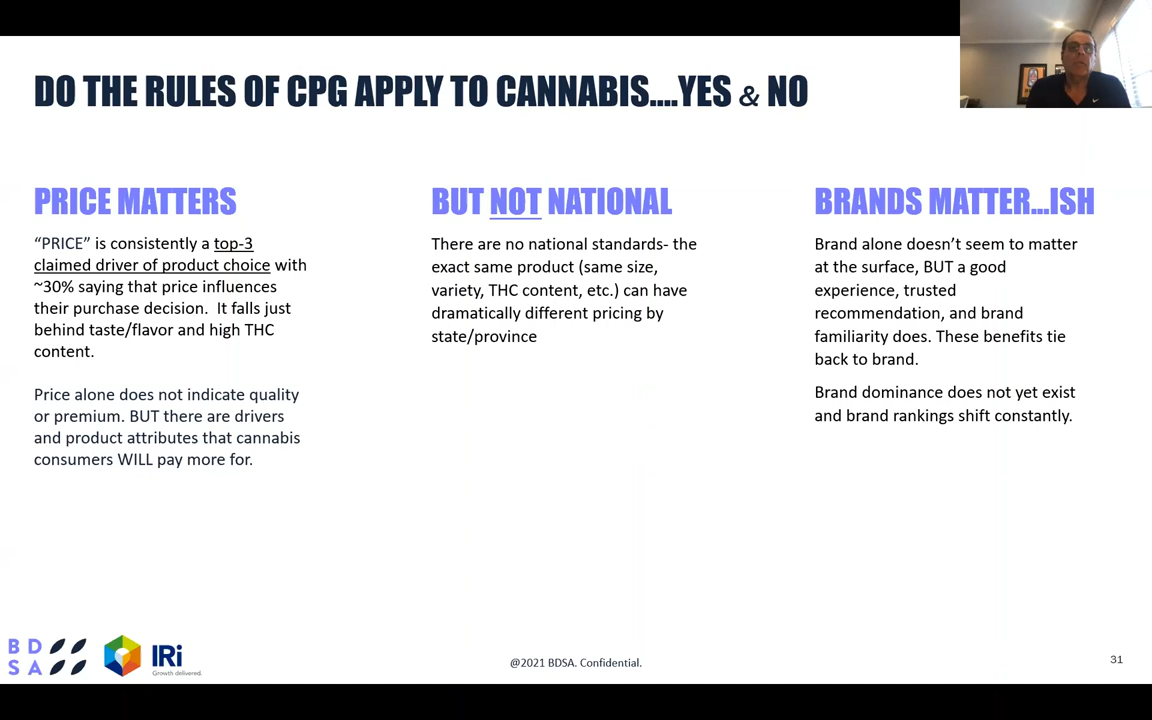 DO THE RULES OF CPG APPLY TO CANNABIS....YES & NO
PRICE MATTERS
“PRICE” is consistently a top-3
claimed driver of product choice with
~30% saying that price influences
their purchase decision.  It falls just
behind taste/flavor and high THC
content.
Price alone does not indicate quality
or premium. BUT there are drivers
and product attributes that cannabis
consumers WILL pay more for.
BUT NOT NATIONAL
There are no national standards- the
exact same product (same size,
variety, THC content, etc.) can have
dramatically different pricing by
state/province
BRANDS MATTER...ISH
Brand alone doesn’t seem to matter
at the surface, BUT a good
experience, trusted
recommendation, and brand
familiarity does. These benefits tie
back to brand.
Brand dominance does not yet exist
and brand rankings shift constantly.
BD
SA
IRi
Growth delivered.
@2021 BDSA. Confidential.
31